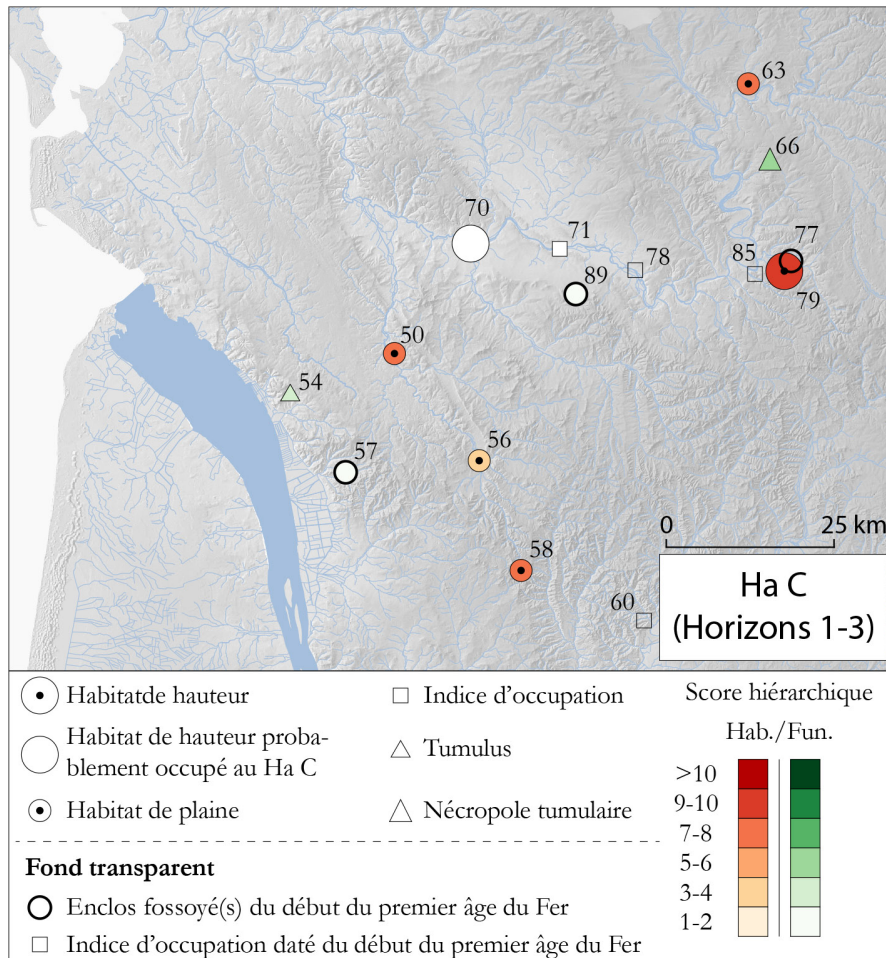 63
66
70
71
77
78
85
89
79
50
54
56
57
0 25 km
58
60
Ha C
(Horizons 1-3)
Habitatde hauteur
Habitat de hauteur proba-
blement occupé au Ha C
Habitat de plaine
Indice d'occupation
Tumulus
Nécropole tumulaire
Score hiérarchique
Hab./Fun.
>10
9-10
7-8
5-6
3-4
1-2
Fond transparent
Enclos fossoyé(s) du début du premier âge du Fer
Indice d'occupation daté du début du premier âge du Fer